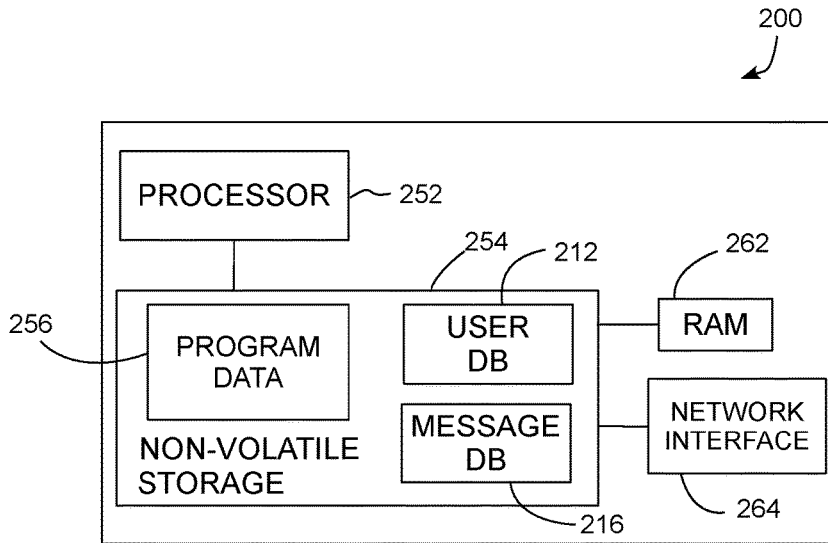 200
PROCESSOR
252
254
212
262
256
PROGRAM
DATA
USER
DB
RAM
MESSAGE
DB
NETWORK
INTERFACE
NON-VOLATILE
STORAGE
216
264